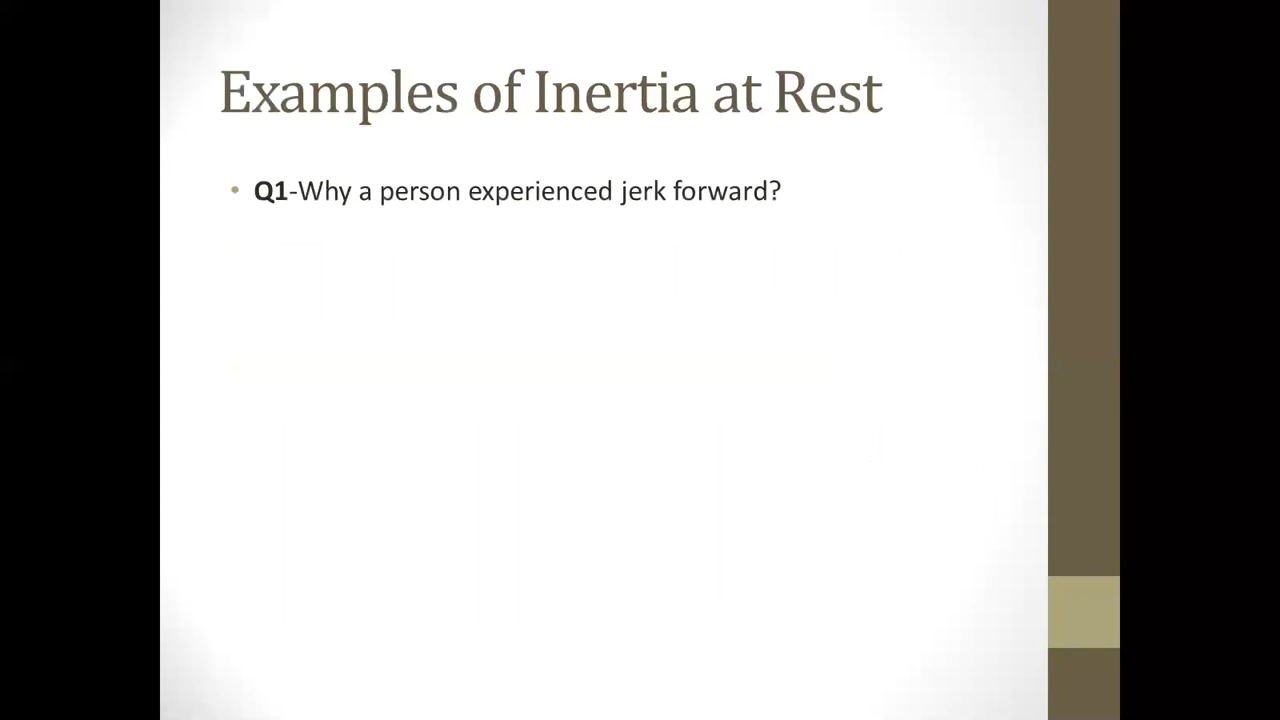 Examples of Inertia at Rest
• Q1-Why a person experienced jerk forward?